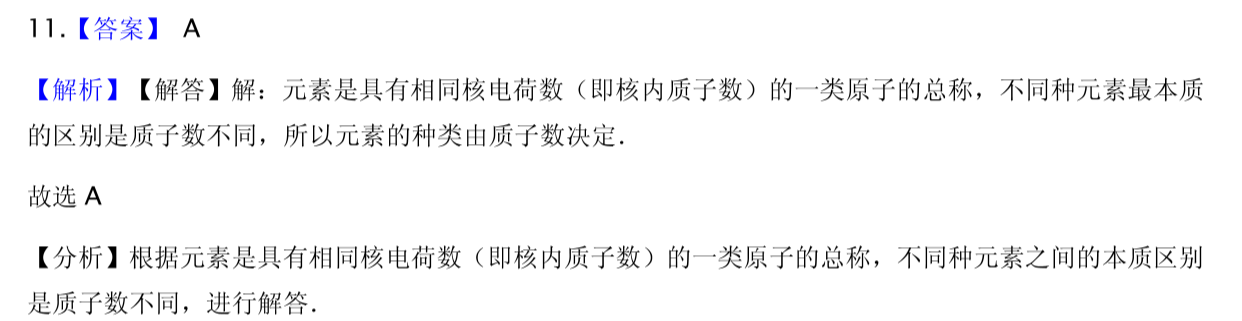 11.【答案】 A
【解析】【解答】解：元素是具有相同核电荷数（即核内质子数）的一类原子的总称，不同种元素最本质
的区别是质子数不同，所以元素的种类由质子数决定．
故选 A
【分析】根据元素是具有相同核电荷数（即核内质子数）的一类原子的总称，不同种元素之间的本质区别
是质子数不同，进行解答．